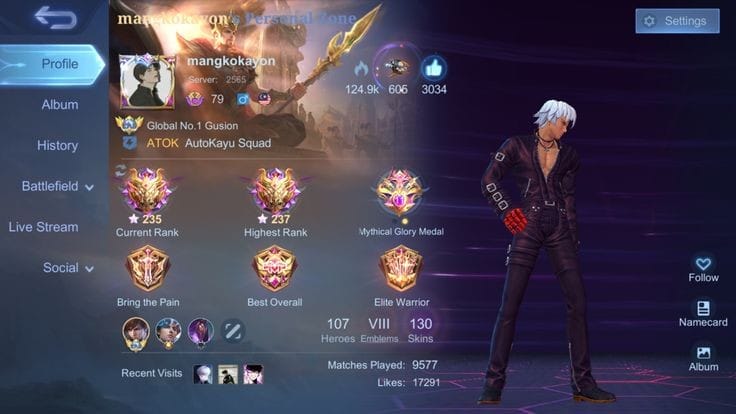 mangkokayon's Personal Zone
Settings
Profile
Album
History
Battlefield
Live Stream
Social
mangkokayon
Server: 2565
79
124.9k 605 3034
Global No.1 Gusion
ATOK AutoKayu Squad
235
Current Rank
237
Highest Rank
Mythical Glory Medal
Bring the Pain
Best Overall
Elite Warrior
107 VIII 130
Heroes Emblems Skins
Recent Visits
Matches Played: 9577
Likes: 17291
Follow
Namecard
Album